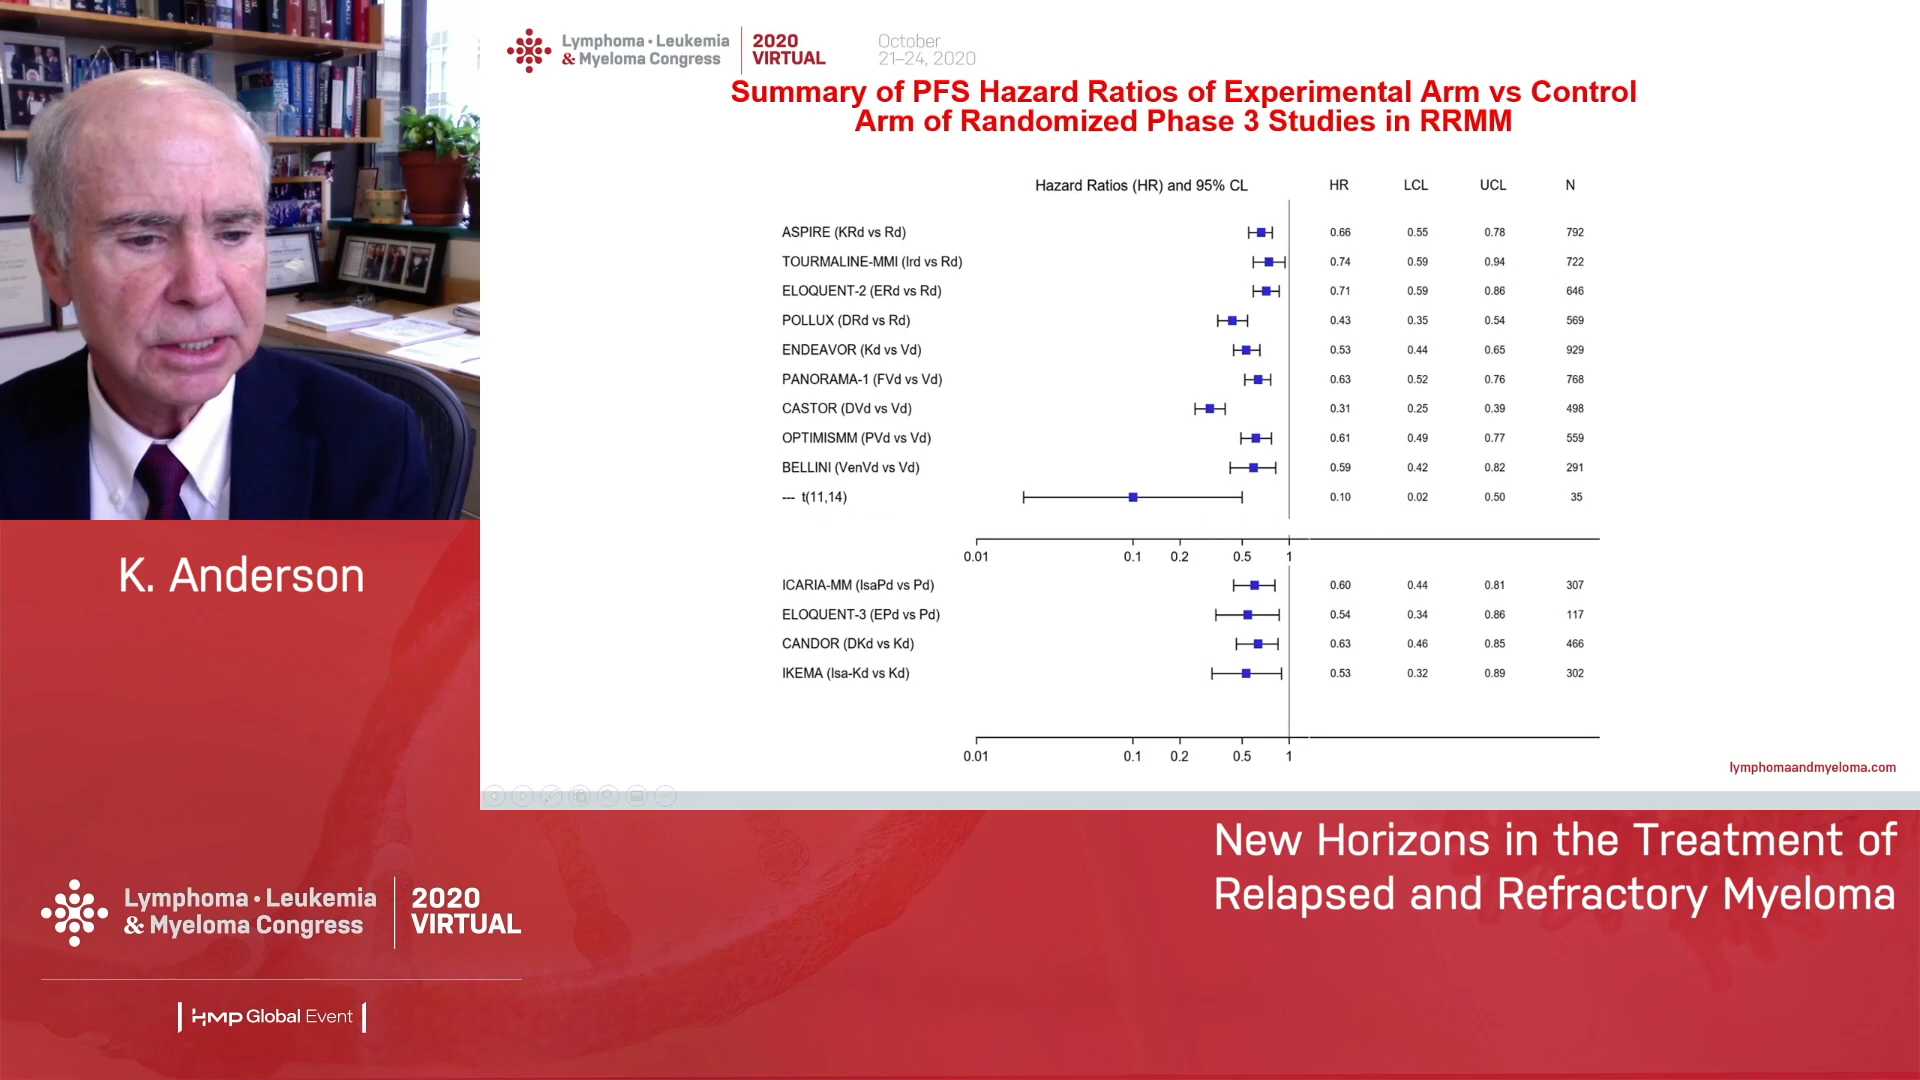 Lymphoma • Leukemia
& Myeloma Congress
2020
VIRTUAL
October
21–24, 2020
Summary of PFS Hazard Ratios of Experimental Arm vs Control
Arm of Randomized Phase 3 Studies in RRMM
Hazard Ratios (HR) and 95% CL HR LCL UCL N
ASPIRE (KRd vs Rd) 0.66 0.55 0.78 792
TOURMALINE-MMI (Ird vs Rd) 0.74 0.59 0.94 722
ELOQUENT-2 (ERd vs Rd) 0.71 0.59 0.86 646
POLLUX (DRd vs Rd) 0.43 0.35 0.54 569
ENDEAVOR (Kd vs Vd) 0.53 0.44 0.65 929
PANORAMA-1 (FVd vs Vd) 0.63 0.52 0.76 768
CASTOR (DVd vs Vd) 0.31 0.25 0.39 498
OPTIMISMM (PVd vs Vd) 0.61 0.49 0.77 559
BELLINI (VenVd vs Vd) 0.59 0.42 0.82 291
--- t(11,14) 0.10 0.02 0.50 35
0.01 0.1 0.2 0.5 1
ICARIA-MM (IsaPd vs Pd) 0.60 0.44 0.81 307
ELOQUENT-3 (EPd vs Pd) 0.54 0.34 0.86 117
CANDOR (DKd vs Kd) 0.63 0.46 0.85 466
IKEMA (Isa-Kd vs Kd) 0.53 0.32 0.89 302
0.01 0.1 0.2 0.5 1
lymphomaandmyeloma.com
K. Anderson
New Horizons in the Treatment of
Relapsed and Refractory Myeloma
Lymphoma • Leukemia
& Myeloma Congress
2020
VIRTUAL
HMP Global Event